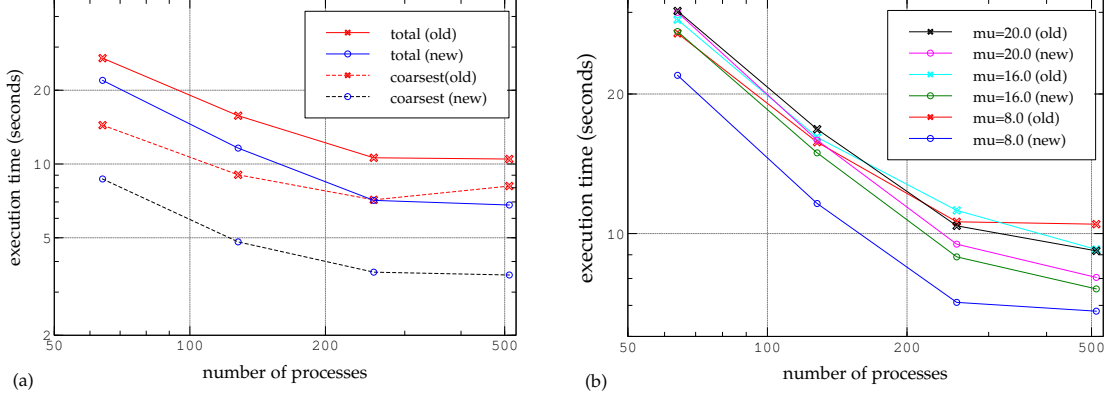 total (old)
total (new)
coarsest(old)
coarsest (new)
execution time (seconds)
20
10
5
2
50
100
200
500
number of processes
(a)
mu=20.0 (old)
mu=20.0 (new)
mu=16.0 (old)
mu=16.0 (new)
mu=8.0 (old)
mu=8.0 (new)
execution time (seconds)
20
10
50
100
200
500
number of processes
(b)